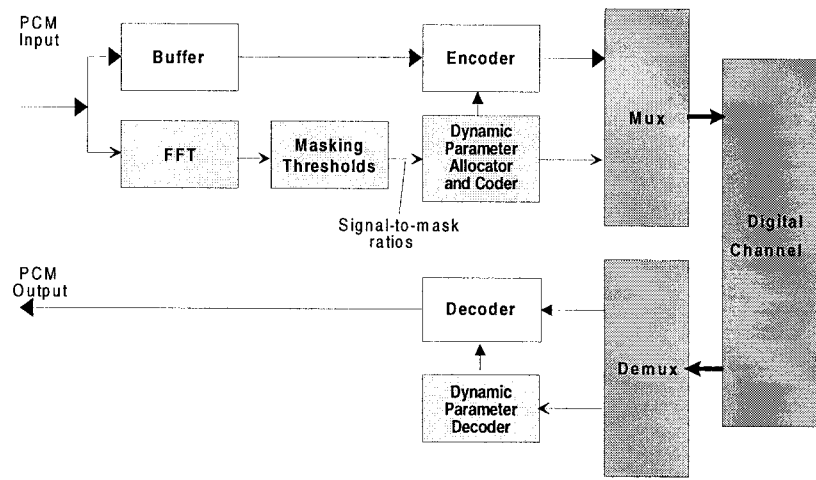 PCM
Input
Buffer
Encoder
Mux
FFT
Masking
Thresholds
Dynamic
Parameter
Allocator
and Coder
Signal-to-mask
ratios
Digital
Channel
PCM
Output
Decoder
Demux
Dynamic
Parameter
Decoder